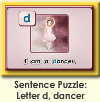 d
I am a dancer.
Sentence Puzzle:
Letter d, dancer